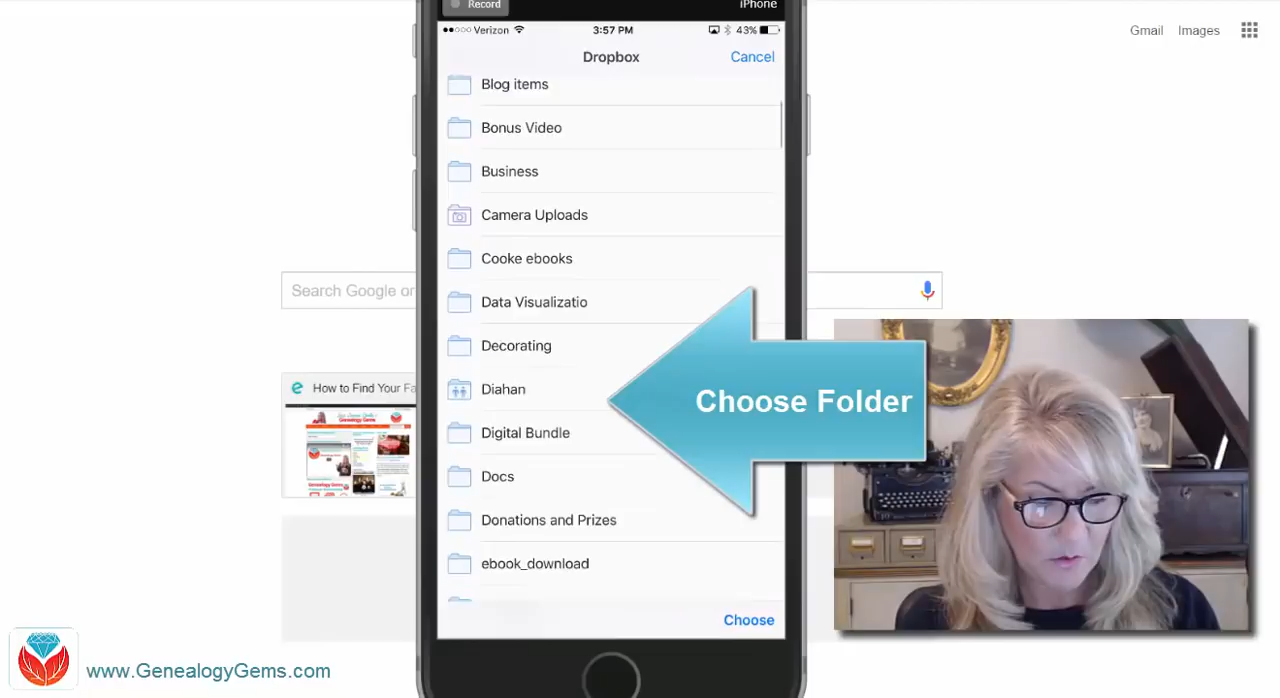 Record
iPhone
Verizon
3:57 PM
43%
Gmail
Images
Dropbox
Cancel
Blog items
Bonus Video
Business
Camera Uploads
Cooke ebooks
Data Visualizatio
Search Google or
Decorating
How to Find Your Fa
Diahan
Choose Folder
Digital Bundle
Docs
Donations and Prizes
ebook_download
Choose
www.GenealogyGems.com